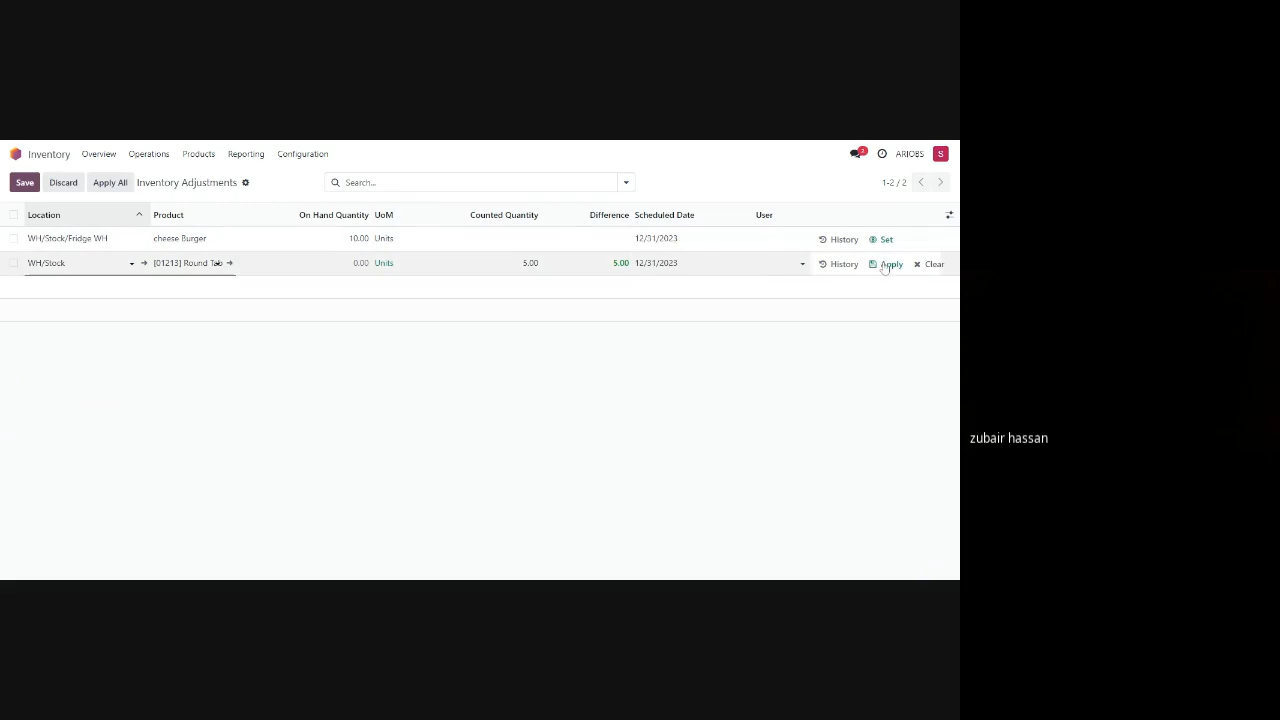 Inventory Overview Operations Products Reporting Configuration 2 ARIOBS S
Save Discard Apply All Inventory Adjustments Search... 1-2 / 2
Location Product On Hand Quantity UoM Counted Quantity Difference Scheduled Date User
WH/Stock/Fridge WH cheese Burger 10.00 Units 12/31/2023 History Set
WH/Stock [01213] Round 0.00 Units 5.00 5.00 12/31/2023 History Apply Clear
zubair hassan